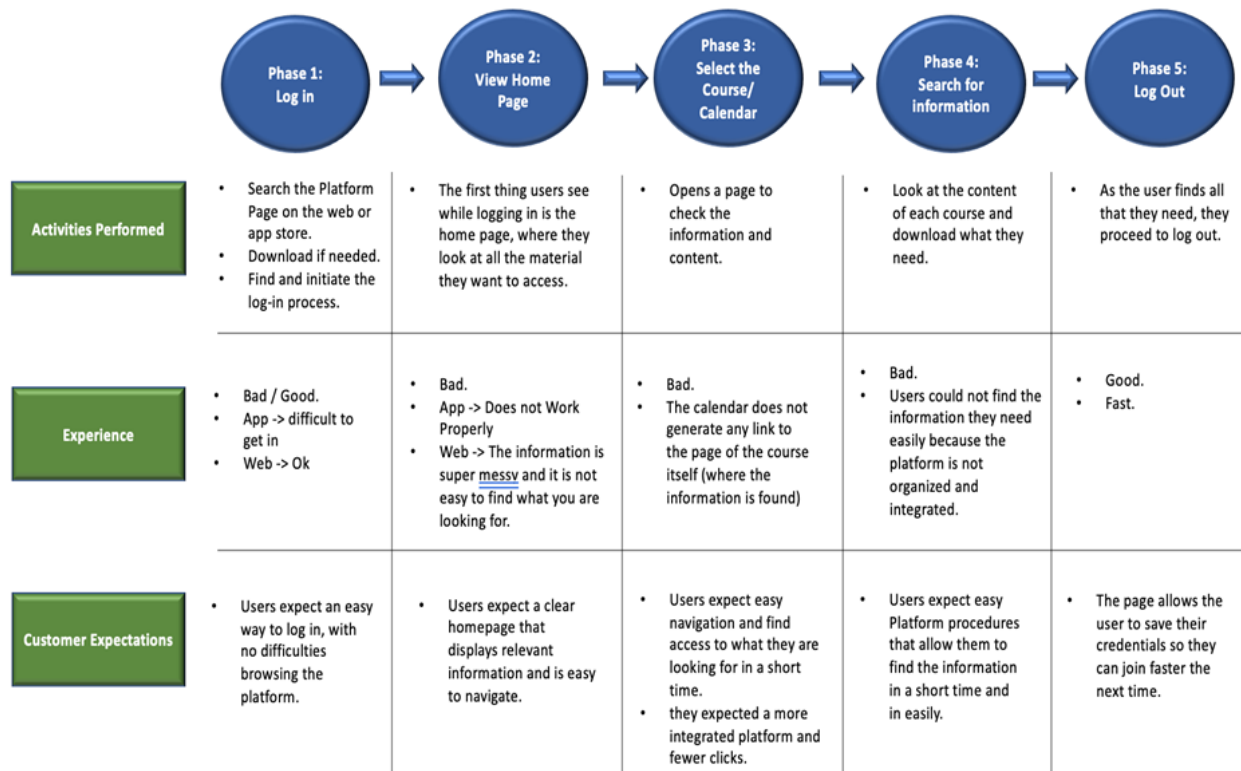 Phase 1:
Log in
Phase 2:
View Home
Page
Phase 3:
Select the
Course/
Calendar
Phase 4:
Search for
information
Phase 5:
Log Out
Activities Performed
• Search the Platform
Page on the web or
app store.
• Download if needed.
• Find and initiate the
log-in process.
• The first thing users see
while logging in is the
home page, where they
look at all the material
they want to access.
• Opens a page to
check the
information and
content.
• Look at the content
of each course and
download what they
need.
• As the user finds all
that they need, they
proceed to log out.
Experience
• Bad / Good.
• App -> difficult to
get in
• Web -> Ok
• Bad.
• App -> Does not Work
Properly
• Web -> The information is
super messv and it is not
easy to find what you are
looking for.
• Bad.
• The calendar does not
generate any link to
the page of the course
itself (where the
information is found)
• Bad.
• Users could not find the
information they need
easily because the
platform is not
organized and
integrated.
• Good.
• Fast.
Customer Expectations
• Users expect an easy
way to log in, with
no difficulties
browsing the
platform.
• Users expect a clear
homepage that
displays relevant
information and is easy
to navigate.
• Users expect easy
navigation and find
access to what they are
looking for in a short
time.
• they expected a more
integrated platform and
fewer clicks.
• Users expect easy
Platform procedures
that allow them to
find the information
in a short time and
in easily.
• The page allows the
user to save their
credentials so they
can join faster the
next time.